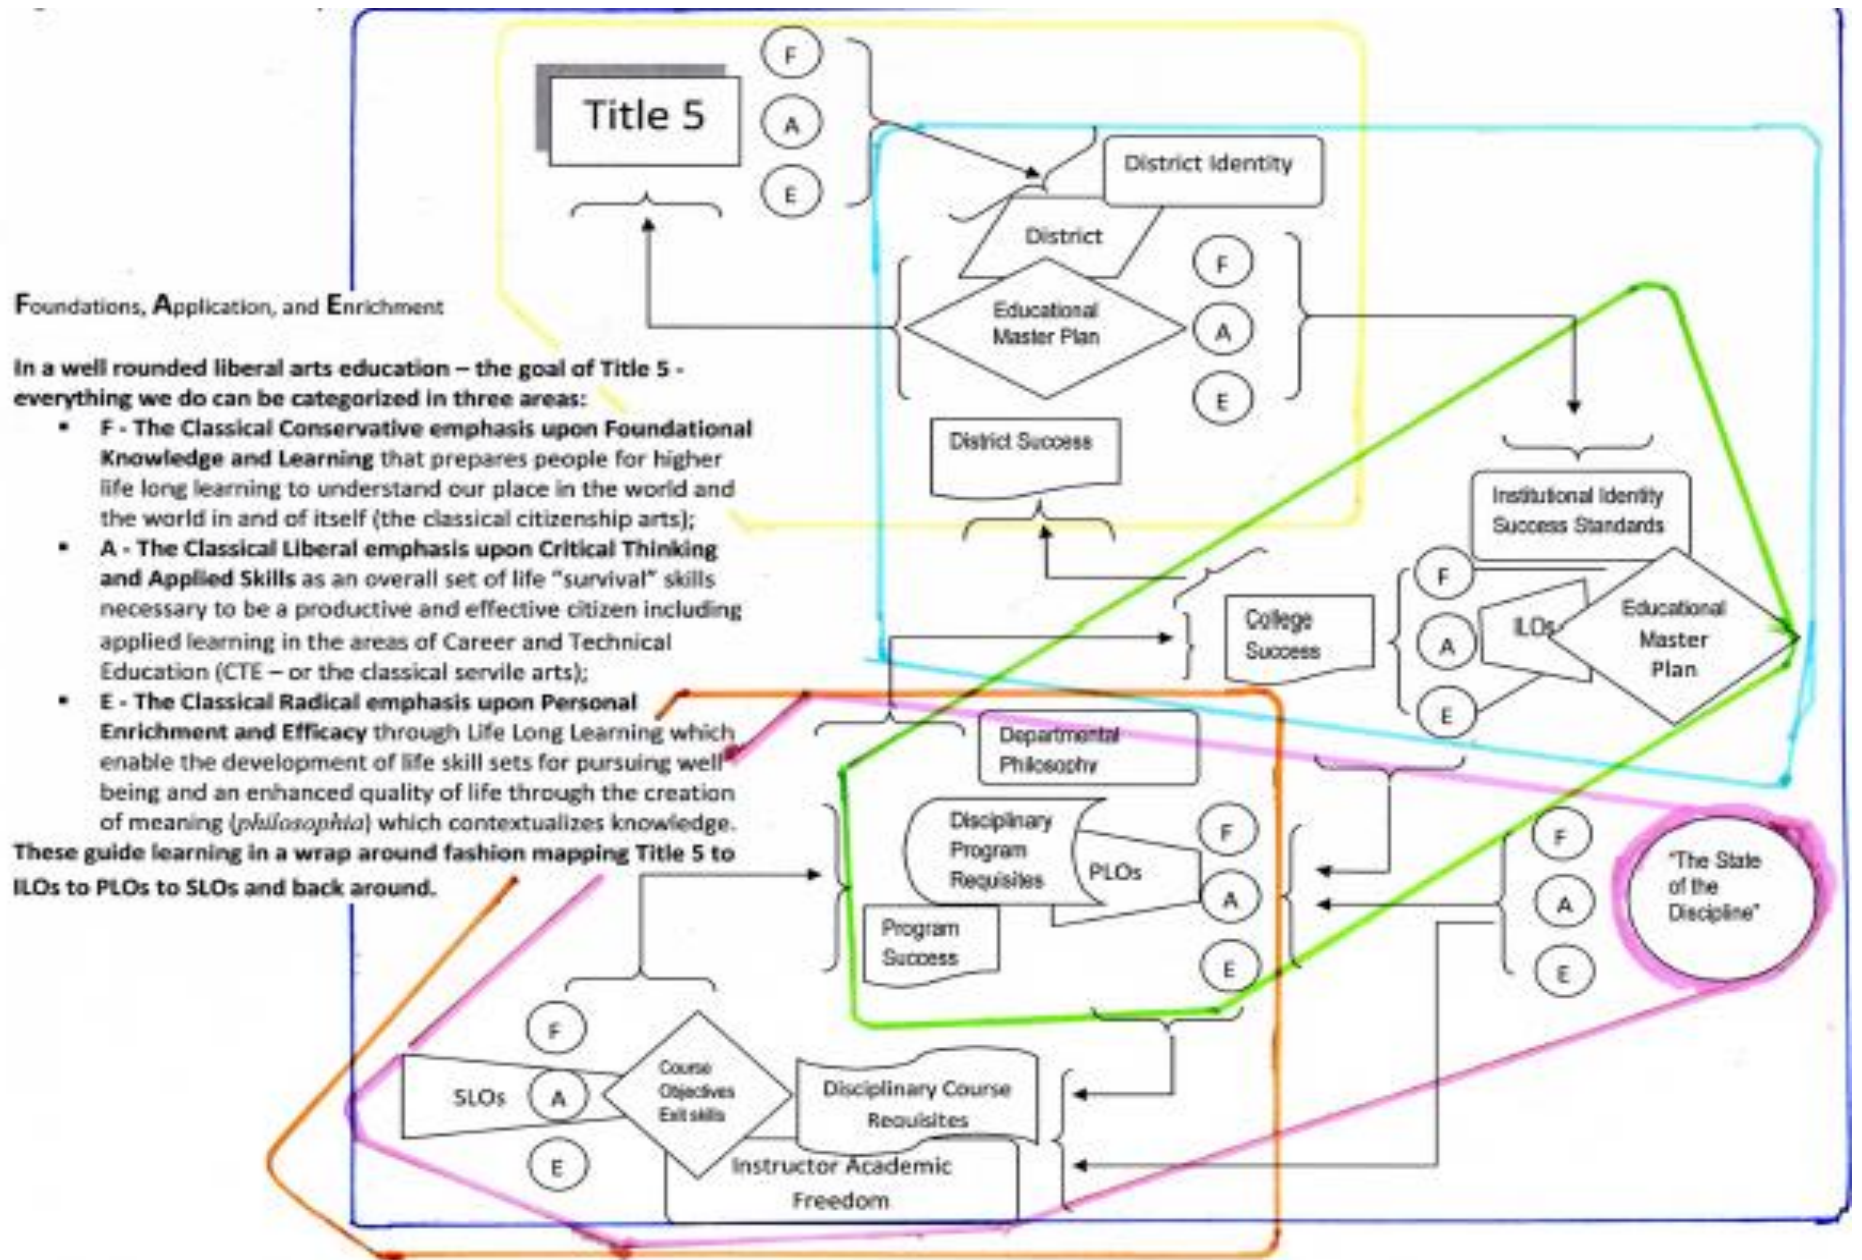 Title 5
F
A
E
District Identity
District
Educational
Master Plan
F
A
E
District Success
Foundations, Application, and Enrichment
In a well rounded liberal arts education – the goal of Title 5 -
everything we do can be categorized in three areas:
▪ F - The Classical Conservative emphasis upon Foundational
Knowledge and Learning that prepares people for higher
life long learning to understand our place in the world and
the world in and of itself (the classical citizenship arts);
▪ A - The Classical Liberal emphasis upon Critical Thinking
and Applied Skills as an overall set of life "survival" skills
necessary to be a productive and effective citizen including
applied learning in the areas of Career and Technical
Education (CTE – or the classical servile arts);
▪ E - The Classical Radical emphasis upon Personal
Enrichment and Efficacy through Life Long Learning which
enable the development of life skill sets for pursuing well
being and an enhanced quality of life through the creation
of meaning (philosophia) which contextualizes knowledge.
These guide learning in a wrap around fashion mapping Title 5 to
ILOs to PLOs to SLOs and back around.
Institutional Identity
Success Standards
F
A
E
ILOs
Educational
Master
Plan
College
Success
Departmental
Philosophy
Disciplinary
Program
Requisites
PLOs
F
A
E
Program
Success
F
A
E
"The State
of the
Discipline"
F
A
E
SLOs
Course
Objectives
Exit skills
Disciplinary Course
Requisites
Instructor Academic
Freedom